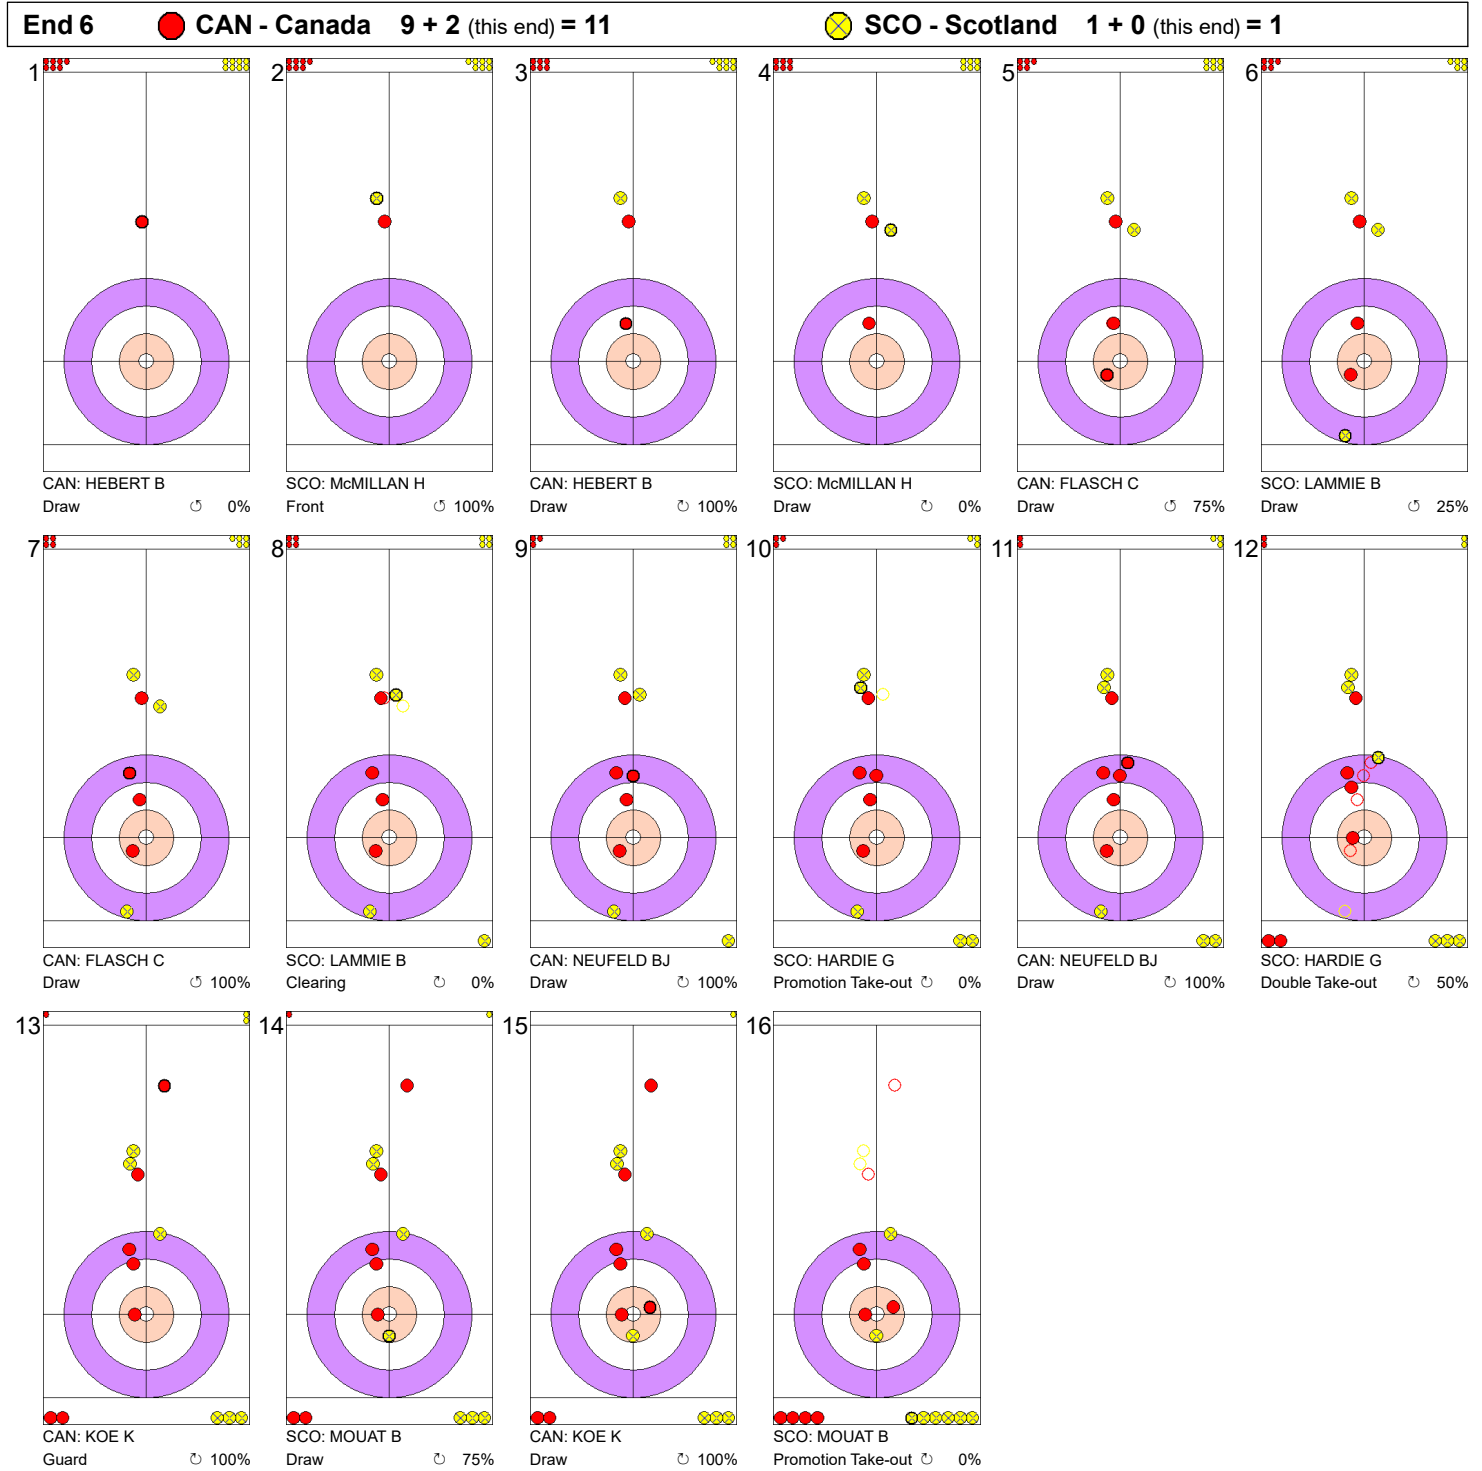 End 6 CAN - Canada 9 + 2 (this end) = 11 SCO - Scotland 1 + 0 (this end) = 1
1 2 3 4 5 6
CAN: HEBERT B SCO: McMILLAN H CAN: HEBERT B SCO: McMILLAN H CAN: FLASCH C SCO: LAMMIE B
Draw ↺ 0% Front ↺ 100% Draw ↻ 100% Draw ↻ 0% Draw ↺ 75% Draw ↺ 25%
7 8 9 10 11 12
CAN: FLASCH C SCO: LAMMIE B CAN: NEUFELD BJ SCO: HARDIE G CAN: NEUFELD BJ SCO: HARDIE G
Draw ↺ 100% Clearing ↻ 0% Draw ↻ 100% Promotion Take-out ↻ 0% Draw ↻ 100% Double Take-out ↻ 50%
13 14 15 16
CAN: KOE K SCO: MOUAT B CAN: KOE K SCO: MOUAT B
Guard ↻ 100% Draw ↻ 75% Draw ↻ 100% Promotion Take-out ↻ 0%